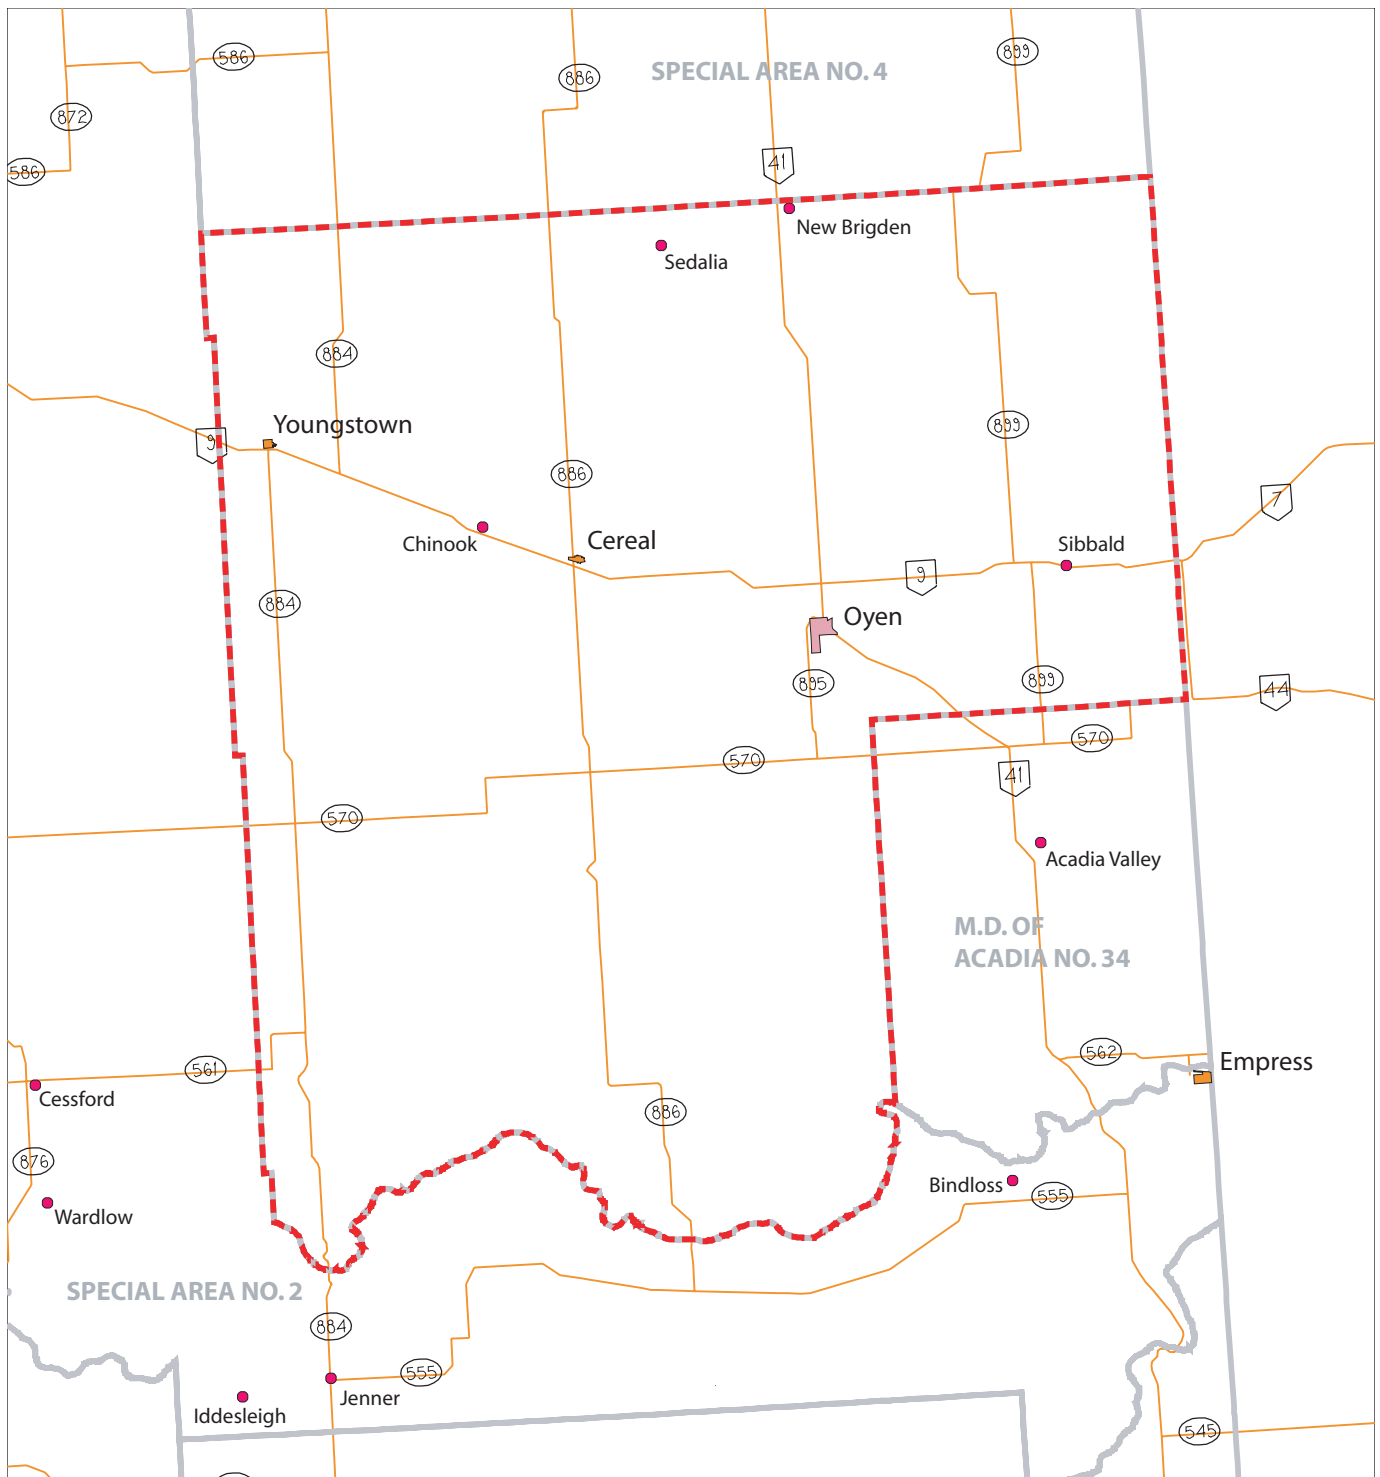 899
586
SPECIAL AREA NO. 4
886
872
41
586
New Brigden
Sedalia
884
Youngstown
899
9
886
7
Cereal
Chinook
Sibbald
9
884
Oyen
895
899
44
570
570
41
570
Acadia Valley
M.D. OF
ACADIA NO. 34
562
Empress
561
Cessford
886
876
Bindloss
555
Wardlow
SPECIAL AREA NO. 2
884
555
Jenner
Iddesleigh
545